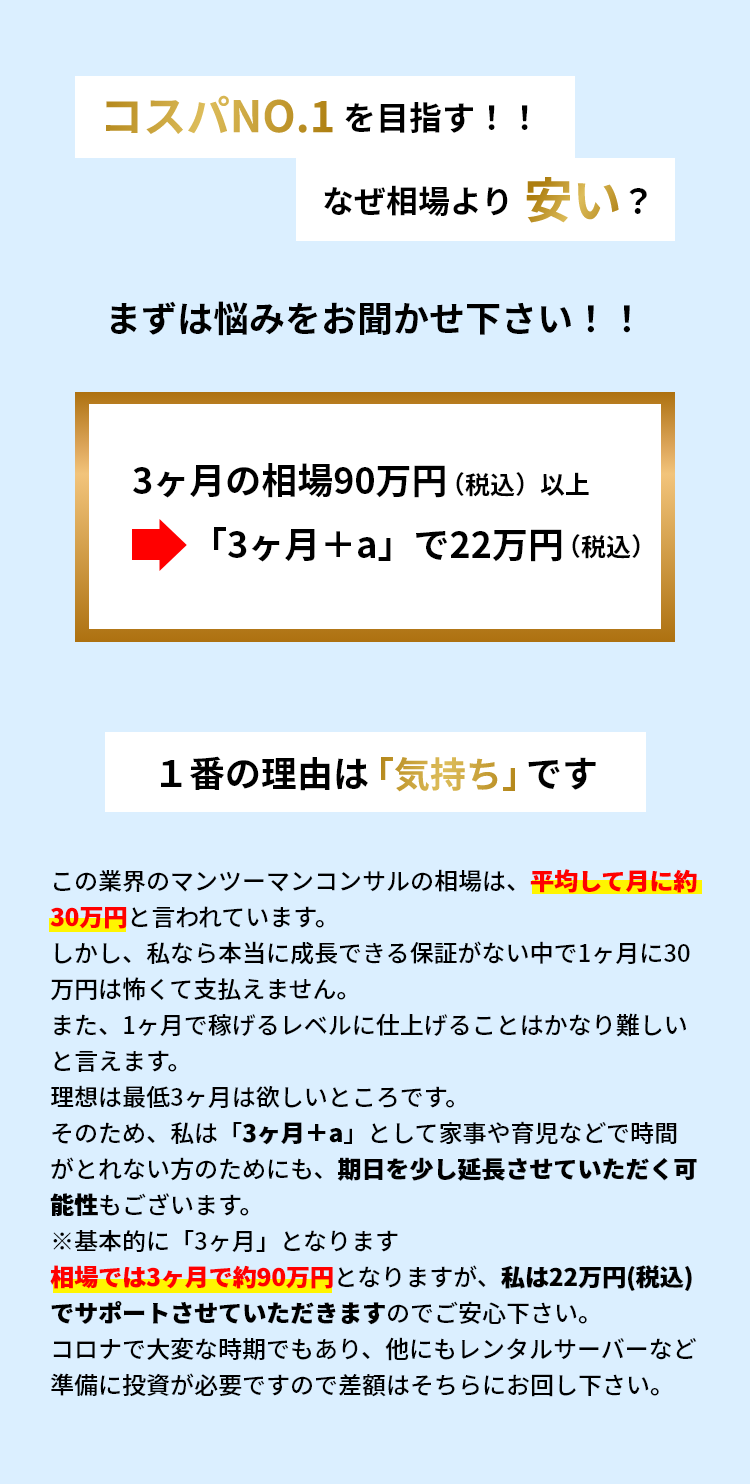 コスパNO.1を目指す！！
なぜ相場より 安い？
まずは悩みをお聞かせ下さい！！
3ヶ月の相場90万円（税込）以上
「3ヶ月＋a」で22万円（税込）
１番の理由は「気持ち」です
この業界のマンツーマンコンサルの相場は、平均して月に約
30万円と言われています。
しかし、私なら本当に成長できる保証がない中で1ヶ月に30
万円は怖くて支払えません。
また、1ヶ月で稼げるレベルに仕上げることはかなり難しい
と言えます。
理想は最低3ヶ月は欲しいところです。
そのため、私は「3ヶ月＋a」として家事や育児などで時間
がとれない方のためにも、期日を少し延長させていただく可
能性もございます。
※基本的に「3ヶ月」となります
相場では3ヶ月で約90万円となりますが、私は22万円(税込)
でサポートさせていただきますのでご安心下さい。
コロナで大変な時期でもあり、他にもレンタルサーバーなど
準備に投資が必要ですので差額はそちらにお回し下さい。